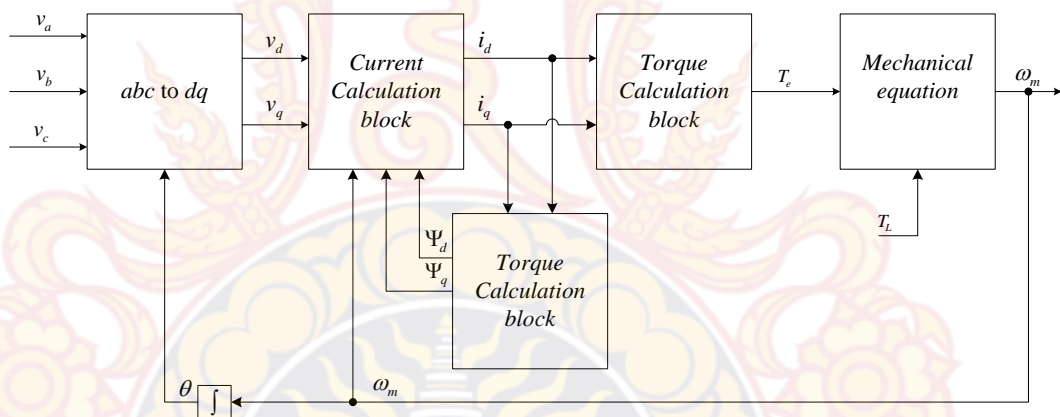 v_a
v_b
v_c
abc to dq
v_d
v_q
Current
Calculation
block
i_d
i_q
Torque
Calculation
block
T_e
Mechanical
equation
ω_m
T_L
Ψ_d
Ψ_q
Torque
Calculation
block
θ
∫
ω_m